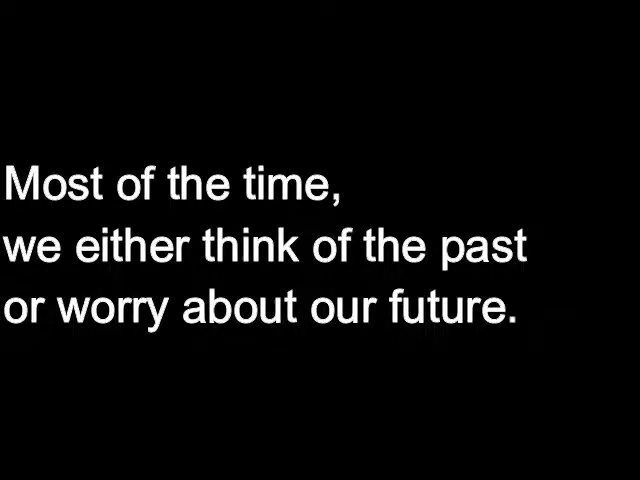 Most of the time,
we either think of the past
or worry about our future.